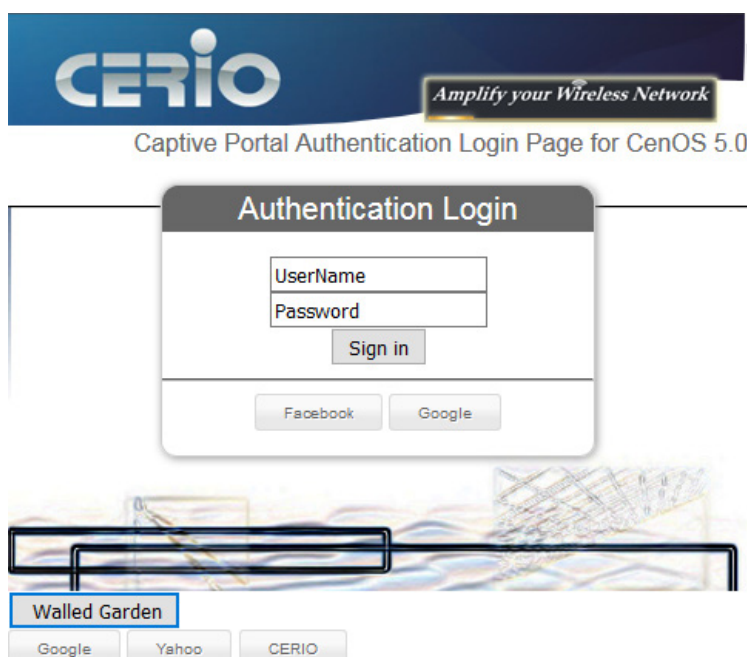 CERIO
Amplify your Wireless Network
Captive Portal Authentication Login Page for CenOS 5.0
Authentication Login
UserName
Password
Sign in
Facebook Google
Walled Garden
Google Yahoo CERIO